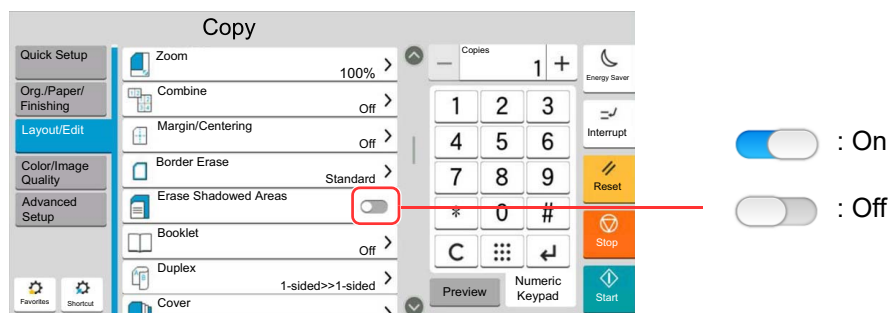 Copy
Quick Setup
Org./Paper/
Finishing
Layout/Edit
Color/Image
Quality
Advanced
Setup
Favorites
Shortcut
Zoom
100%
Combine
Off
Margin/Centering
Off
Border Erase
Standard
Erase Shadowed Areas
Booklet
Off
Duplex
1-sided>>1-sided
Cover
Copies
− 1 +
1 2 3
4 5 6
7 8 9
* 0 #
C
Preview
Numeric
Keypad
Energy Saver
Interrupt
Reset
Stop
Start
: On
: Off